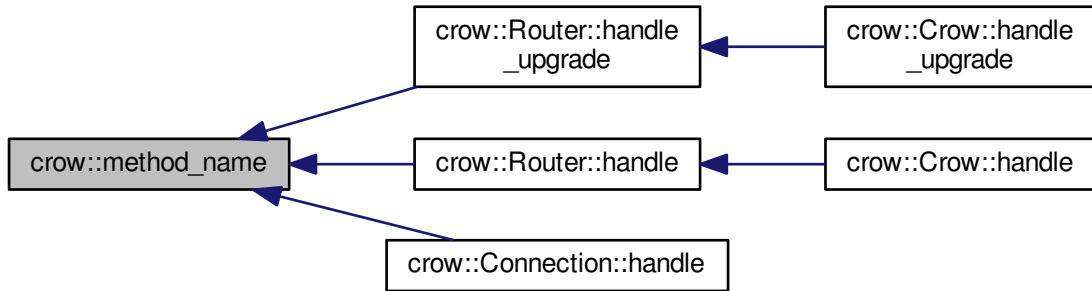 crow::Router::handle
_upgrade
crow::Crow::handle
_upgrade
crow::method_name
crow::Router::handle
crow::Crow::handle
crow::Connection::handle